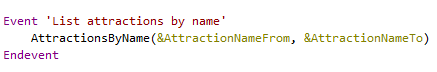 Event 'List attractions by name'
    AttractionsByName(&AttractionNameFrom, &AttractionNameTo)
Endevent